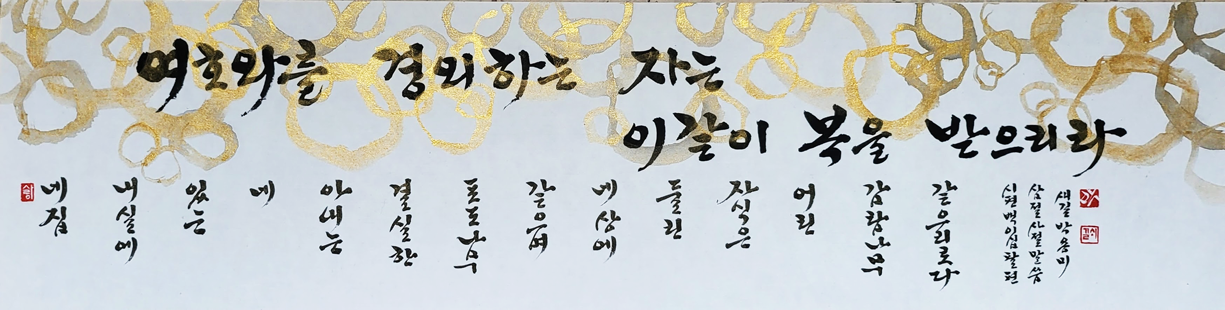 여호와를 경외하는 자는
이같이 복을 받으리라
네 집
내실에
있는
네
아내는
결실한
포도나무
같으며
네 상에
둘린
자식은
어린
감람나무
같으리로다
시편백이십팔편
삼절사절말씀
새길 박용미